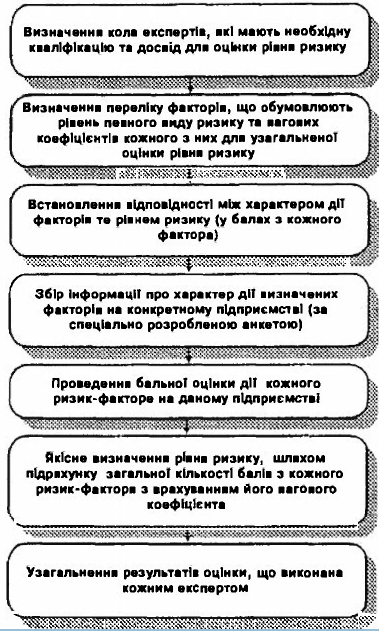 Визначення кола експертів, які мають необхідну
кваліфікацію та досвід для оцінки рівня ризику
Визначення переліку факторів, що обумовлюють
рівень певного виду ризику та вагових
коефіцієнтів кожного з них для узагальненої
оцінки рівня ризику
Встановлення відповідності між характером дії
факторів те рівнем ризику (у балах з кожного
фактора)
Збір інформації про характер дії визначених
факторів на конкретному підприємстві (за
спеціально розробленою анкетою)
Проведення бальної оцінки дії кожного
ризик-факторе на даному підприємстві
Якісне визначення рівня ризику, шляхом
підрахунку загальної кількості балів з кожного
ризик-фактора з врахуванням його вагового
коефіцієнта
Узагальнення результатів оцінки, що виконана
кожним експертом